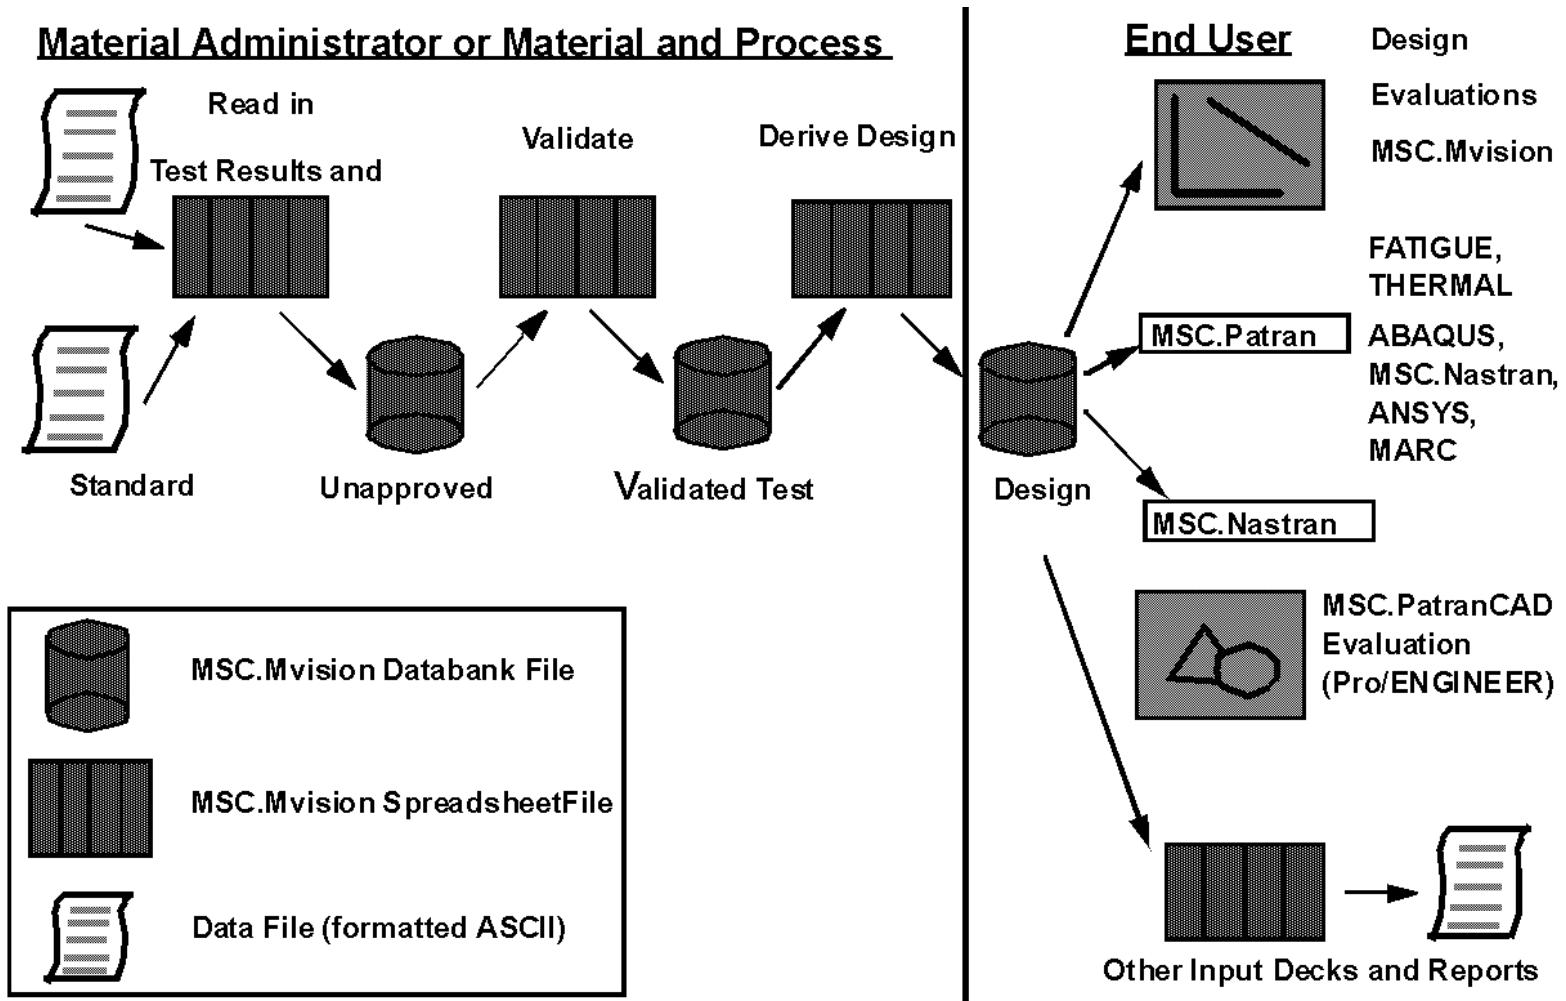 Material Administrator or Material and Process
Read in
Test Results and
Validate
Derive Design
Standard
Unapproved
Validated Test
MSC.Mvision Databank File
MSC.Mvision SpreadsheetFile
Data File (formatted ASCII)
End User
Design
Evaluations
MSC.Mvision
FATIGUE,
THERMAL
MSC.Patran
ABAQUS,
MSC.Nastran,
ANSYS,
MARC
Design
MSC.Nastran
MSC.PatranCAD
Evaluation
(Pro/ENGINEER)
Other Input Decks and Reports